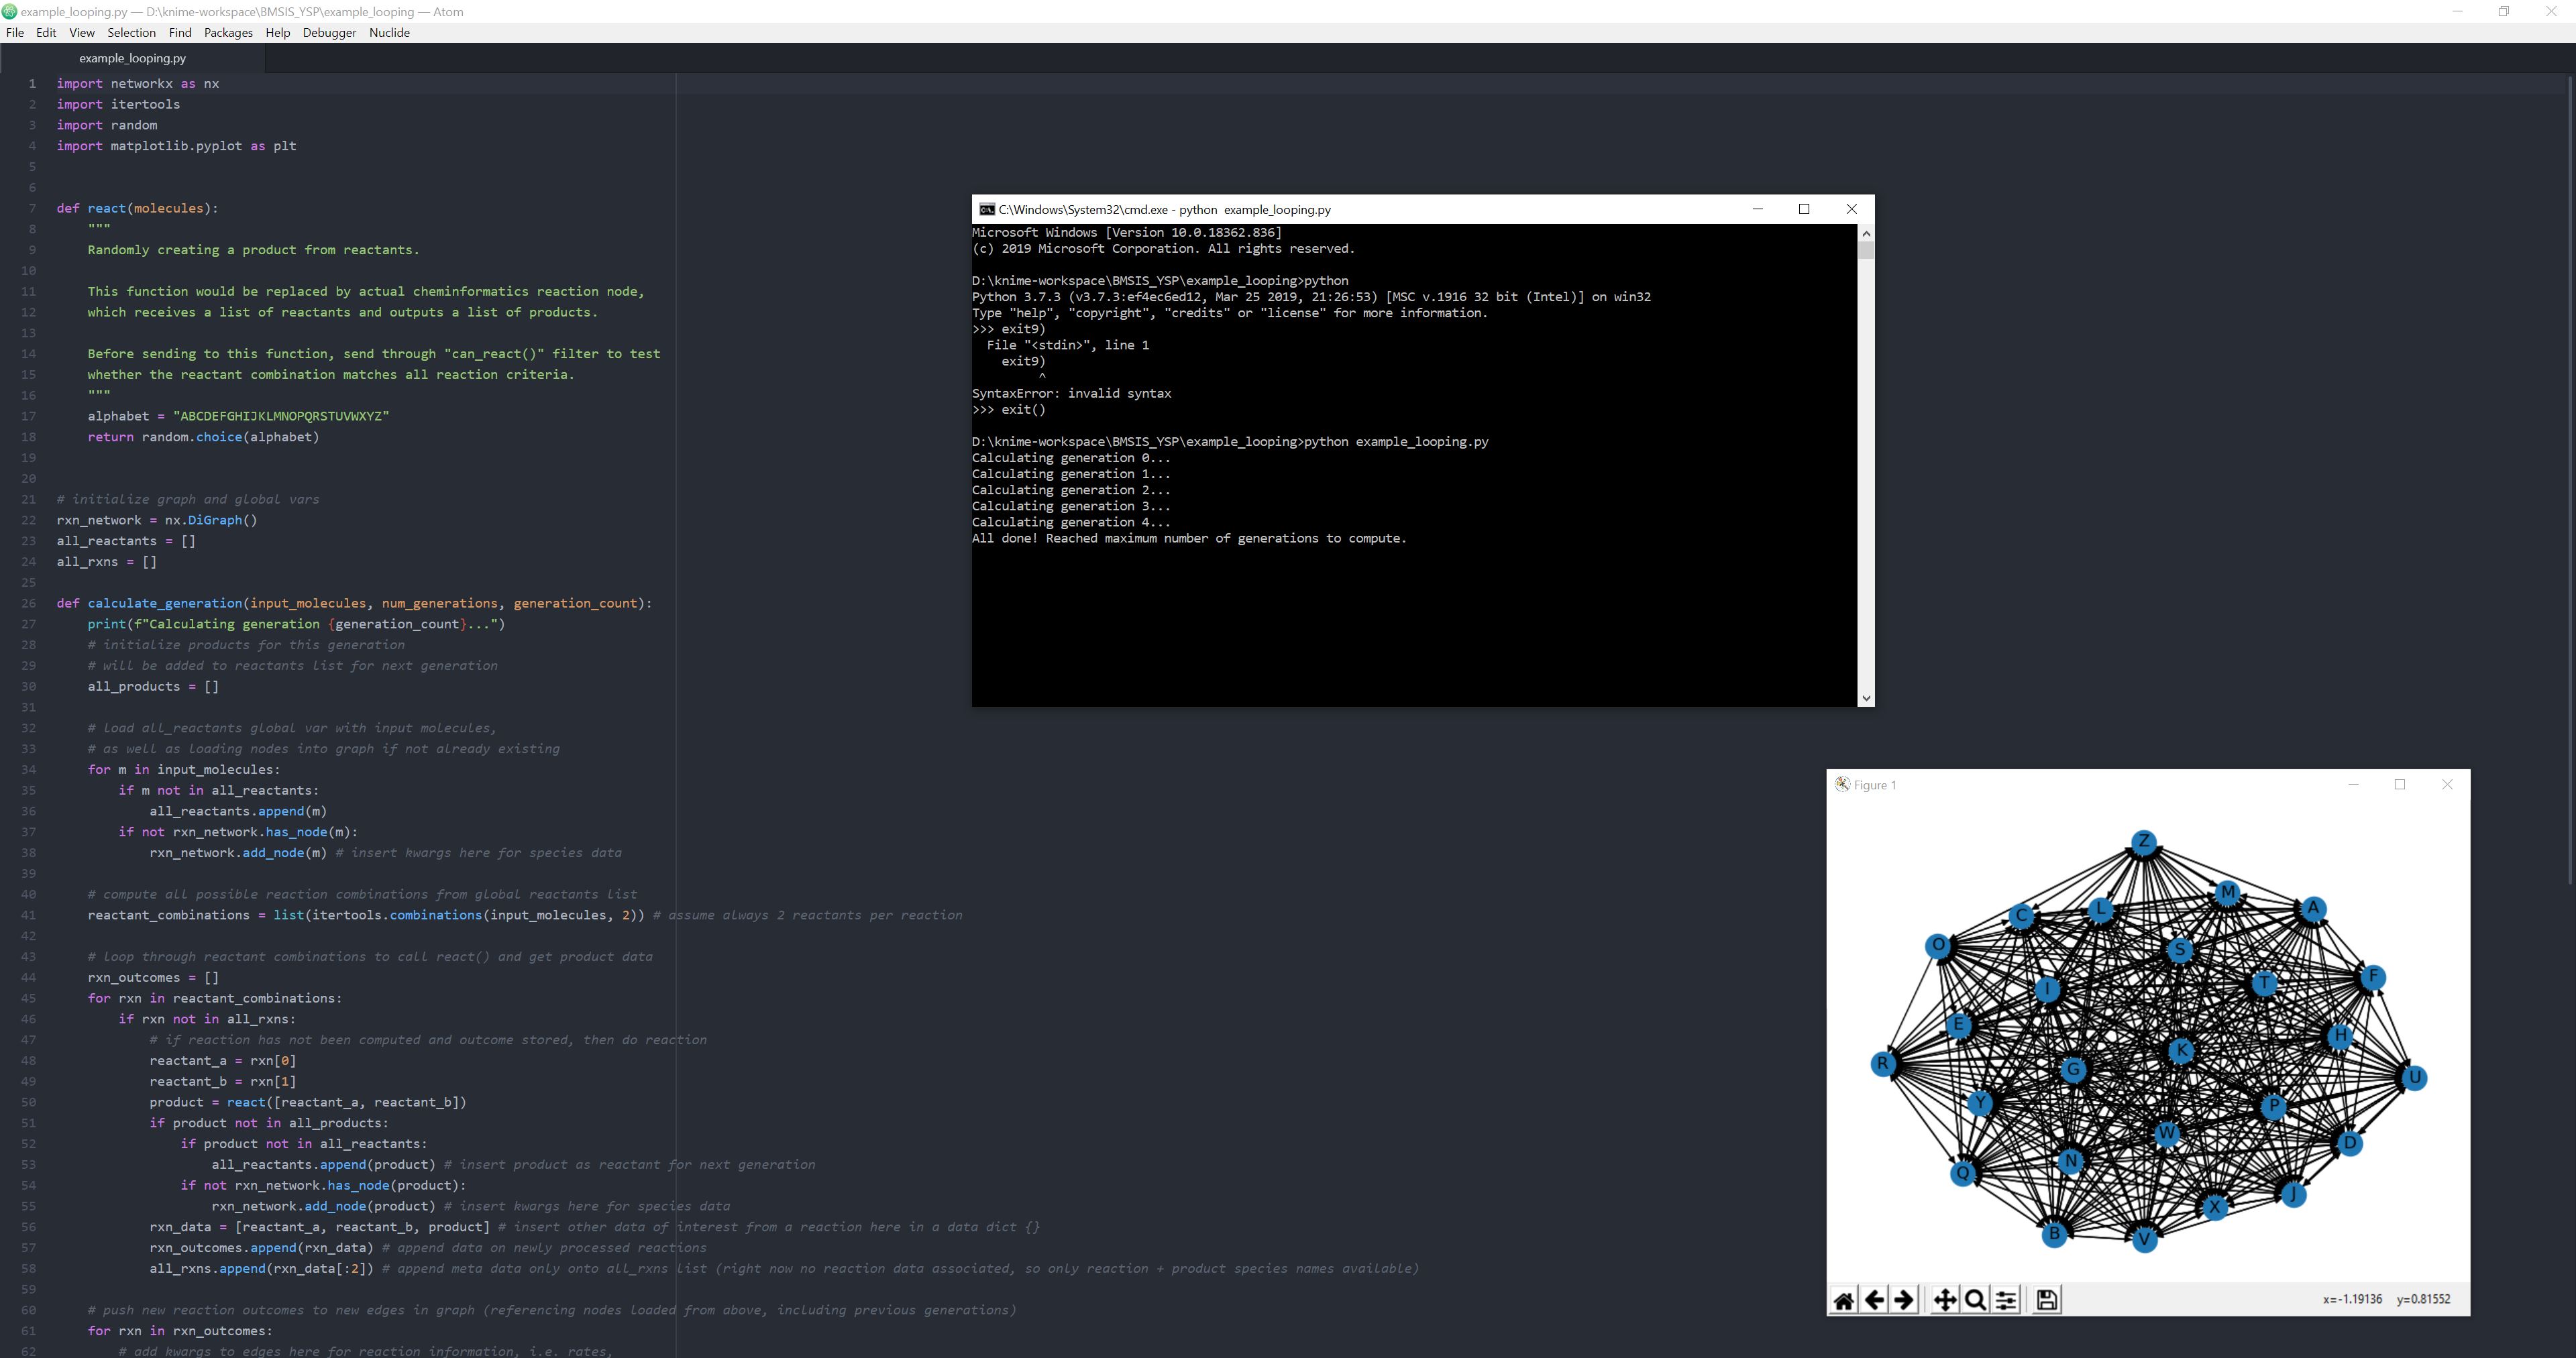 example_looping.py — D:\knime-workspace\BMSIS_YSP\example_looping — Atom
File Edit View Selection Find Packages Help Debugger Nuclide
example_looping.py
1 import networkx as nx
2 import itertools
3 import random
4 import matplotlib.pyplot as plt
5
6
7 def react(molecules):
8 """
9 Randomly creating a product from reactants.
10
11 This function would be replaced by actual cheminformatics reaction node,
12 which receives a list of reactants and outputs a list of products.
13
14 Before sending to this function, send through "can_react()" filter to test
15 whether the reactant combination matches all reaction criteria.
16 """
17 alphabet = "ABCDEFGHIJKLMNOPQRSTUVWXYZ"
18 return random.choice(alphabet)
19
20
21 # initialize graph and global vars
22 rxn_network = nx.DiGraph()
23 all_reactants = []
24 all_rxns = []
25
26 def calculate_generation(input_molecules, num_generations, generation_count):
27 print(f"Calculating generation {generation_count}...")
28 # initialize products for this generation
29 # will be added to reactants list for next generation
30 all_products = []
31
32 # load all_reactants global var with input molecules,
33 # as well as loading nodes into graph if not already existing
34 for m in input_molecules:
35 if m not in all_reactants:
36 all_reactants.append(m)
37 if not rxn_network.has_node(m):
38 rxn_network.add_node(m) # insert kwargs here for species data
39
40 # compute all possible reaction combinations from global reactants list
41 reactant_combinations = list(itertools.combinations(input_molecules, 2)) # assume always 2 reactants per reaction
42
43 # loop through reactant combinations to call react() and get product data
44 rxn_outcomes = []
45 for rxn in reactant_combinations:
46 if rxn not in all_rxns:
47 # if reaction has not been computed and outcome stored, then do reaction
48 reactant_a = rxn[0]
49 reactant_b = rxn[1]
50 product = react([reactant_a, reactant_b])
51 if product not in all_products:
52 if product not in all_reactants:
53 all_reactants.append(product) # insert product as reactant for next generation
54 if not rxn_network.has_node(product):
55 rxn_network.add_node(product) # insert kwargs here for species data
56 rxn_data = [reactant_a, reactant_b, product] # insert other data of interest from a reaction here in a data dict {}
57 rxn_outcomes.append(rxn_data) # append data on newly processed reactions
58 all_rxns.append(rxn_data[:2]) # append meta data only onto all_rxns list (right now no reaction data associated, so only reaction + product species names available)
59
60 # push new reaction outcomes to new edges in graph (referencing nodes loaded from above, including previous generations)
61 for rxn in rxn_outcomes:
62 # add kwargs to edges here for reaction information, i.e. rates,
C:\Windows\System32\cmd.exe - python example_looping.py
Microsoft Windows [Version 10.0.18362.836]
(c) 2019 Microsoft Corporation. All rights reserved.
D:\knime-workspace\BMSIS_YSP\example_looping>python
Python 3.7.3 (v3.7.3:ef4ec6ed12, Mar 25 2019, 21:26:53) [MSC v.1916 32 bit (Intel)] on win32
Type "help", "copyright", "credits" or "license" for more information.
>>> exit9)
File "<stdin>", line 1
exit9)
^
SyntaxError: invalid syntax
>>> exit()
D:\knime-workspace\BMSIS_YSP\example_looping>python example_looping.py
Calculating generation 0...
Calculating generation 1...
Calculating generation 2...
Calculating generation 3...
Calculating generation 4...
All done! Reached maximum number of generations to compute.
Figure 1
Z
M
C L A
O S
I T F
E H
R G K U
Y P
W D
Q N
X J
B V
x=-1.19136 y=0.81552